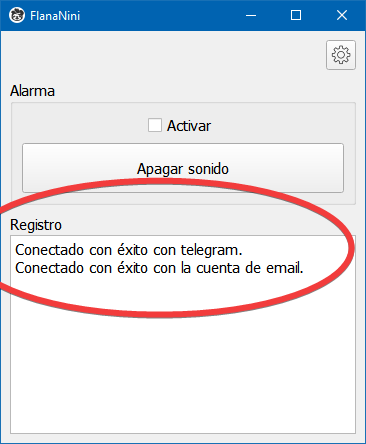 FlanaNini
Alarma
Activar
Apagar sonido
Registro
Conectado con éxito con telegram.
Conectado con éxito con la cuenta de email.